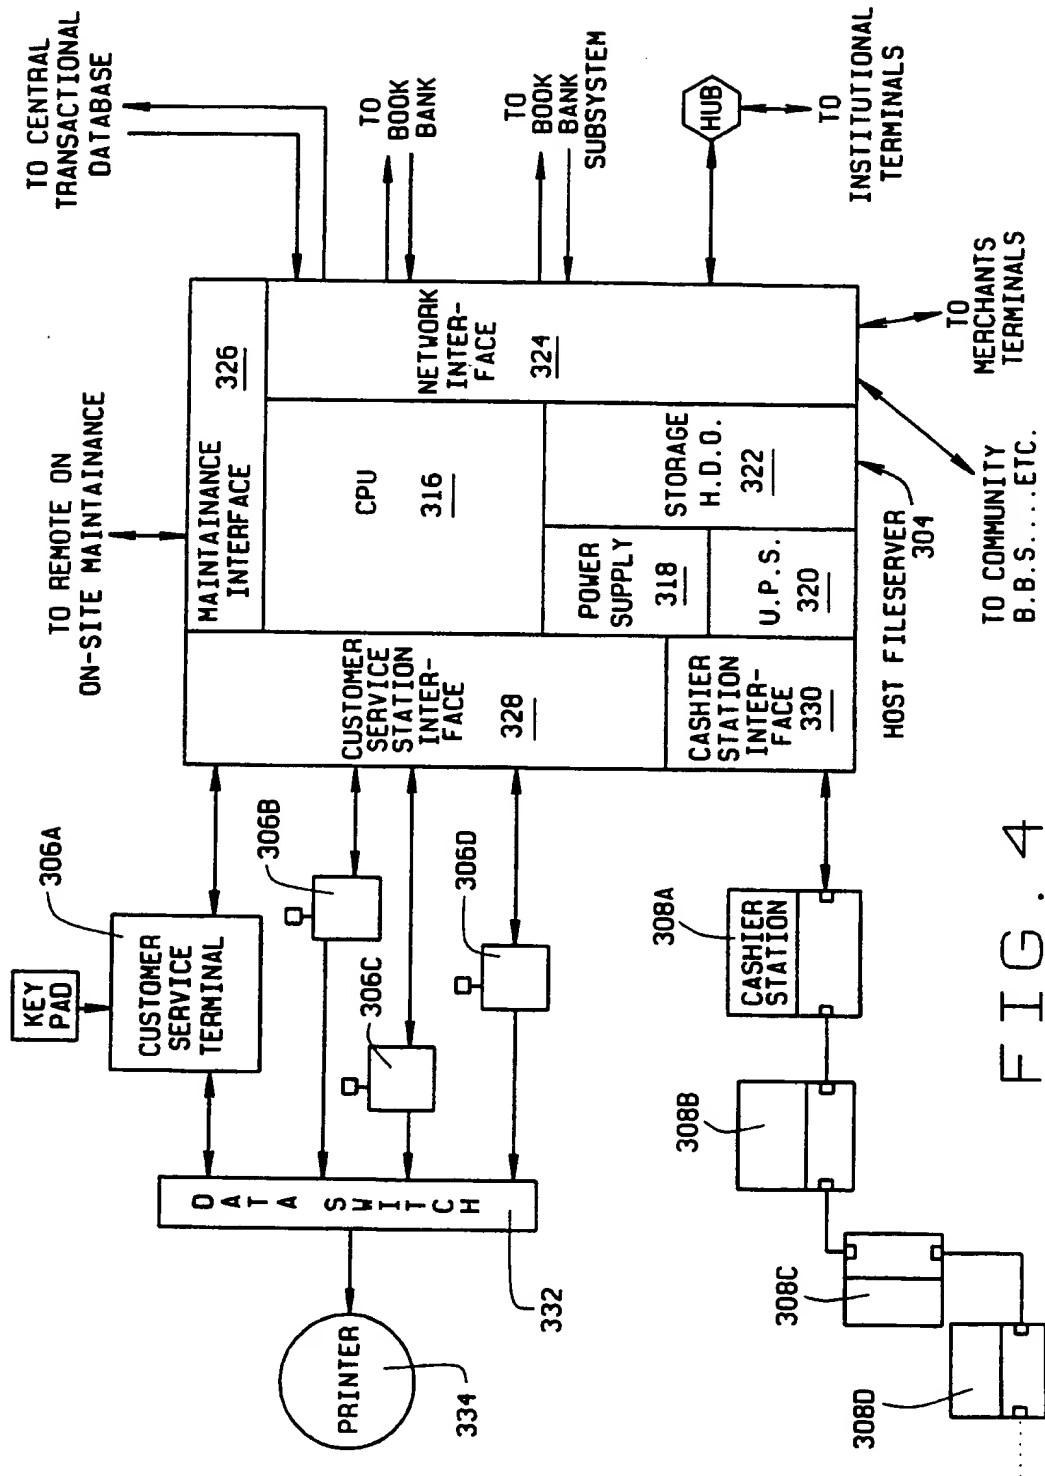 TO CENTRAL
TRANSACTIONAL
DATABASE
TO
BOOK
BANK
TO
BOOK
BANK
SUBSYSTEM
HUB
TO
INSTITUTIONAL
TERMINALS
TO REMOTE ON
ON-SITE MAINTAINANCE
MAINTAINANCE
INTERFACE
326
NETWORK
INTER-
FACE
324
CPU
316
STORAGE
H.D.D.
322
POWER
SUPPLY
318
U.P.S.
320
CUSTOMER
SERVICE
STATION
INTER-
FACE
328
CASHIER
STATION
INTER-
FACE
330
TO
MERCHANTS
TERMINALS
TO COMMUNITY
B.B.S....ETC.
HOST FILESERVER
304
306A
KEY
PAD
CUSTOMER
SERVICE
TERMINAL
306B
306C
306D
DATA SWITCH
332
PRINTER
334
308A
CASHIER
STATION
308B
308C
308D
FIG. 4